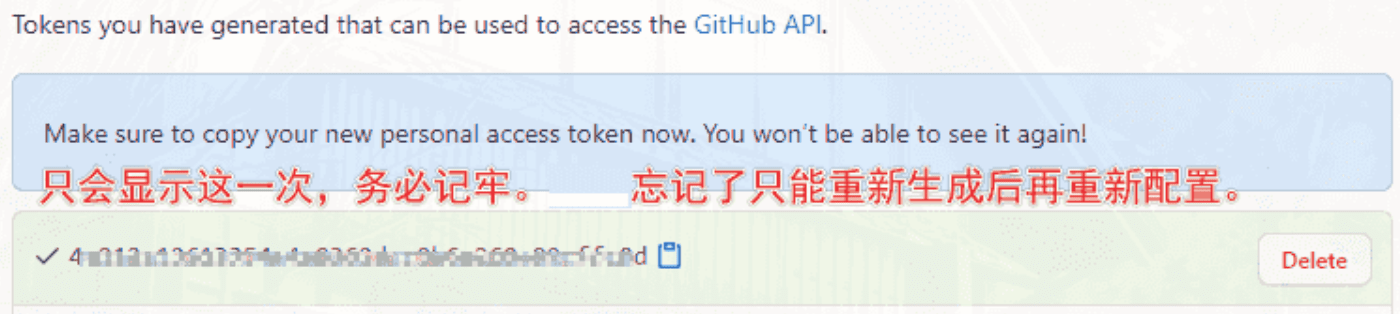 Tokens you have generated that can be used to access the GitHub API.
Make sure to copy your new personal access token now. You won't be able to see it again!
只会显示这一次，务必记牢。 忘记了只能重新生成后再重新配置。
Delete